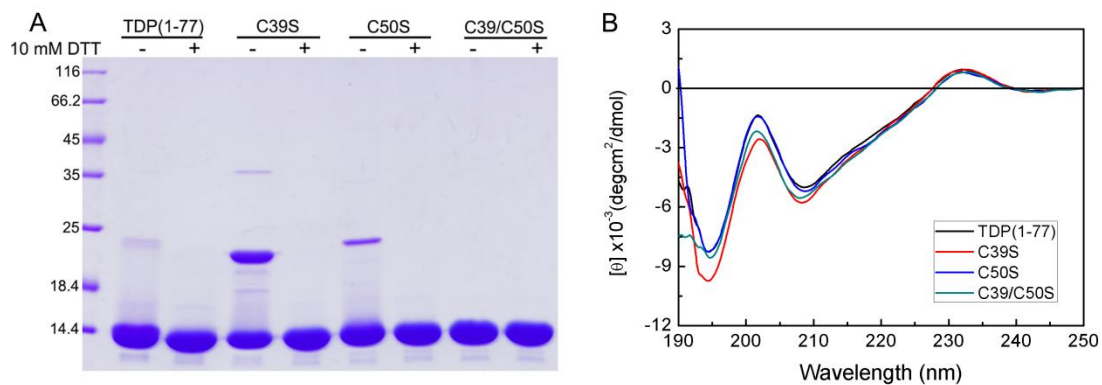 A
TDP(1-77) C39S C50S C39/C50S
10 mM DTT - + - + - + - +
116
66.2
45
35
25
18.4
14.4
B
0
-3
-6
-9
-12
[θ] x10⁻³(degcm²/dmol)
TDP(1-77)
C39S
C50S
C39/C50S
190 200 210 220 230 240 250
Wavelength (nm)